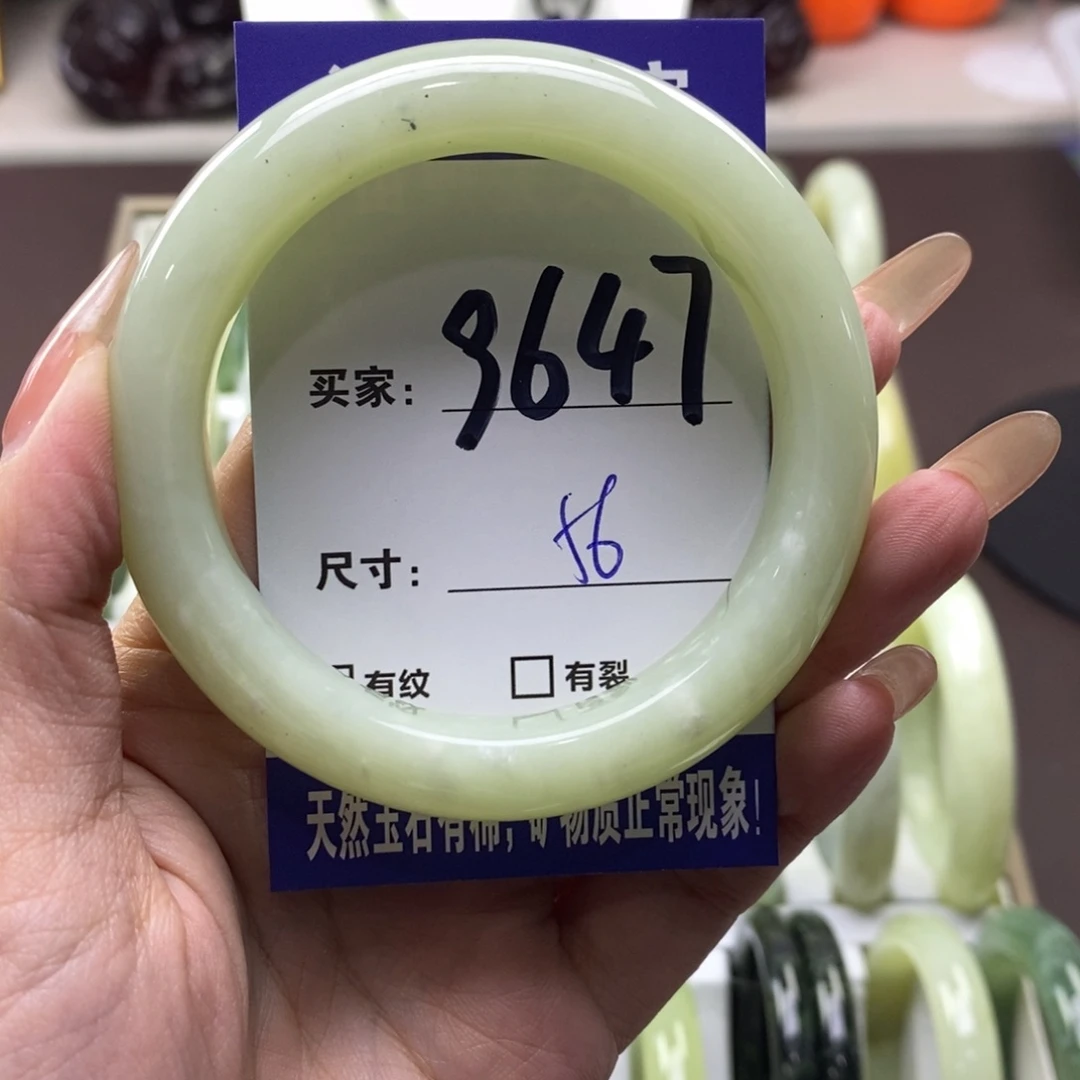 买家: 9647
尺寸: 56
有纹 □有裂
天然玉石有棉,矿物质正常现象!